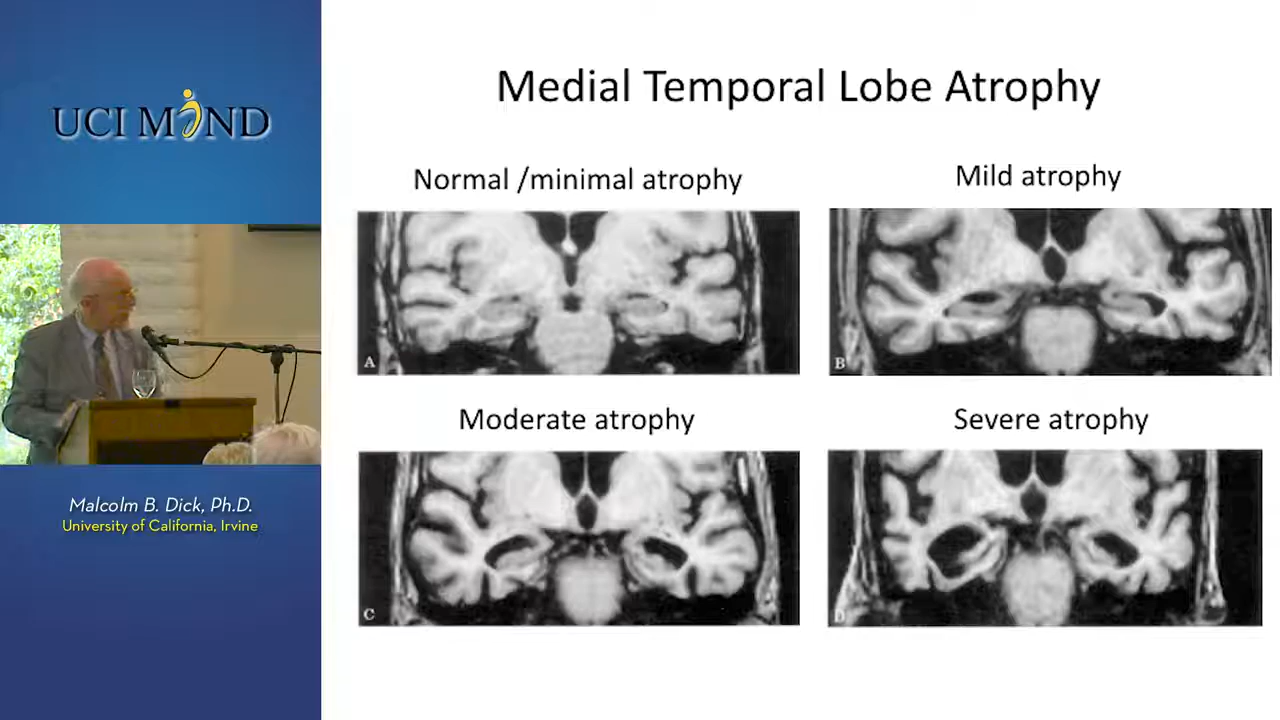 UCI MIND
Malcolm B. Dick, Ph.D.
University of California, Irvine
Medial Temporal Lobe Atrophy
Normal /minimal atrophy
Mild atrophy
A
B
Moderate atrophy
Severe atrophy
C
D